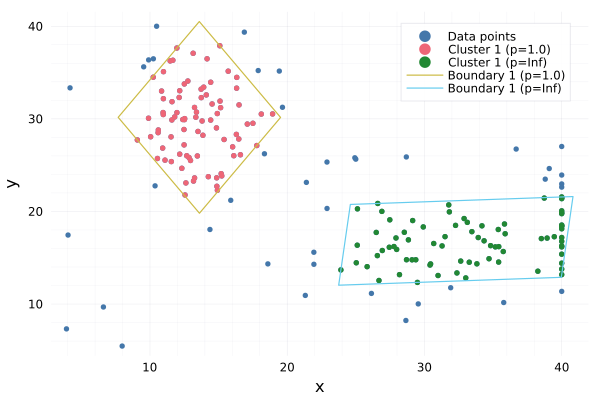 Data points
Cluster 1 (p=1.0)
Cluster 1 (p=Inf)
Boundary 1 (p=1.0)
Boundary 1 (p=Inf)
40
30
20
10
y
10
20
30
40
x